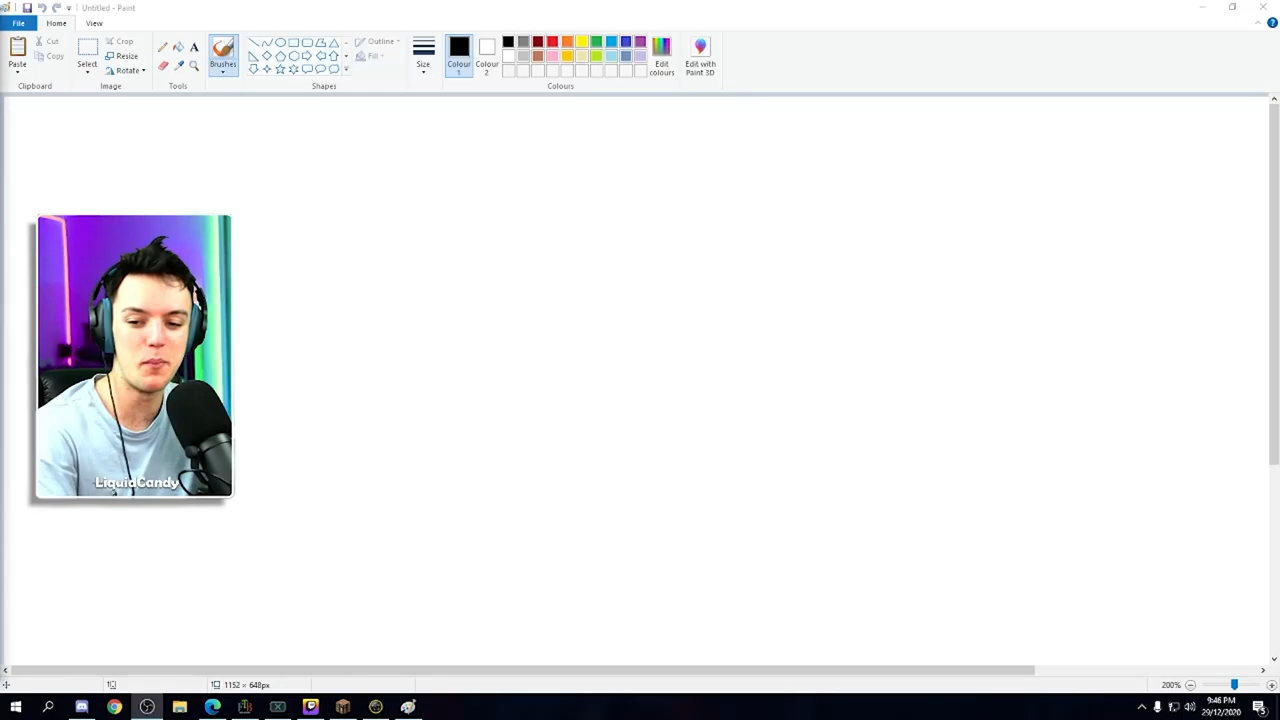 Untitled - Paint
File
Home
View
Paste
Cut
Copy
Clipboard
Select
Crop
Resize
Rotate
Image
Tools
Brushes
Outline
Fill
Shapes
Size
Colour
1
Colour
2
Edit
colours
Colours
Edit with
Paint 3D
LiquidCandy
1152 × 648px
200%
9:46 PM
29/12/2020